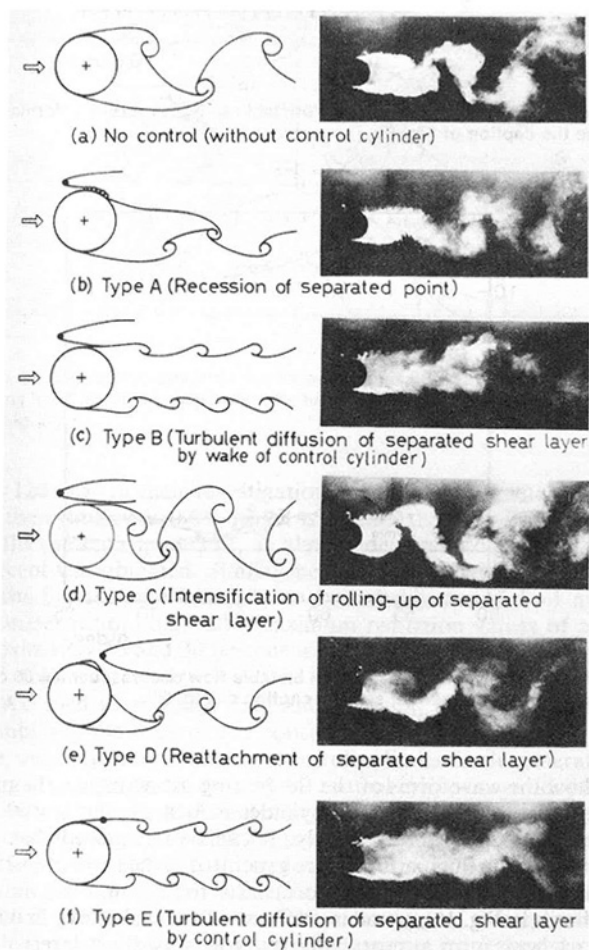 (a) No control (without control cylinder)
(b) Type A (Recession of separated point)
(c) Type B (Turbulent diffusion of separated shear layer
by wake of control cylinder)
(d) Type C (Intensification of rolling-up of separated
shear layer)
(e) Type D (Reattachment of separated shear layer)
(f) Type E (Turbulent diffusion of separated shear layer
by control cylinder)